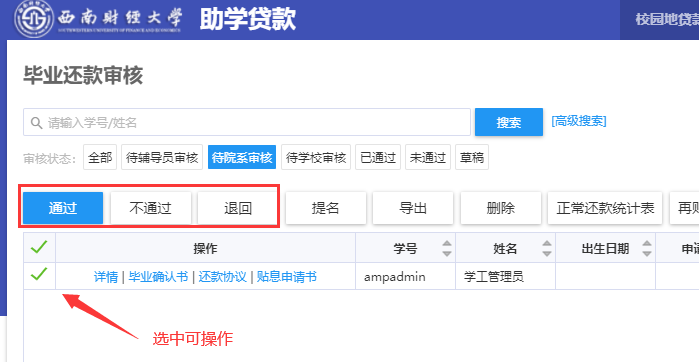 西南财经大学 助学贷款 校园地贷款
SOUTHWESTERN UNIVERSITY OF FINANCE AND ECONOMICS
毕业还款审核
请输入学号/姓名 搜索 [高级搜索]
审核状态: 全部 待辅导员审核 待院系审核 待学校审核 已通过 未通过 草稿
通过 不通过 退回 提名 导出 删除 正常还款统计表
操作 学号 姓名 出生日期 申请
详情 | 毕业确认书 | 还款协议 | 贴息申请书 ampadmin 学工管理员
选中可操作